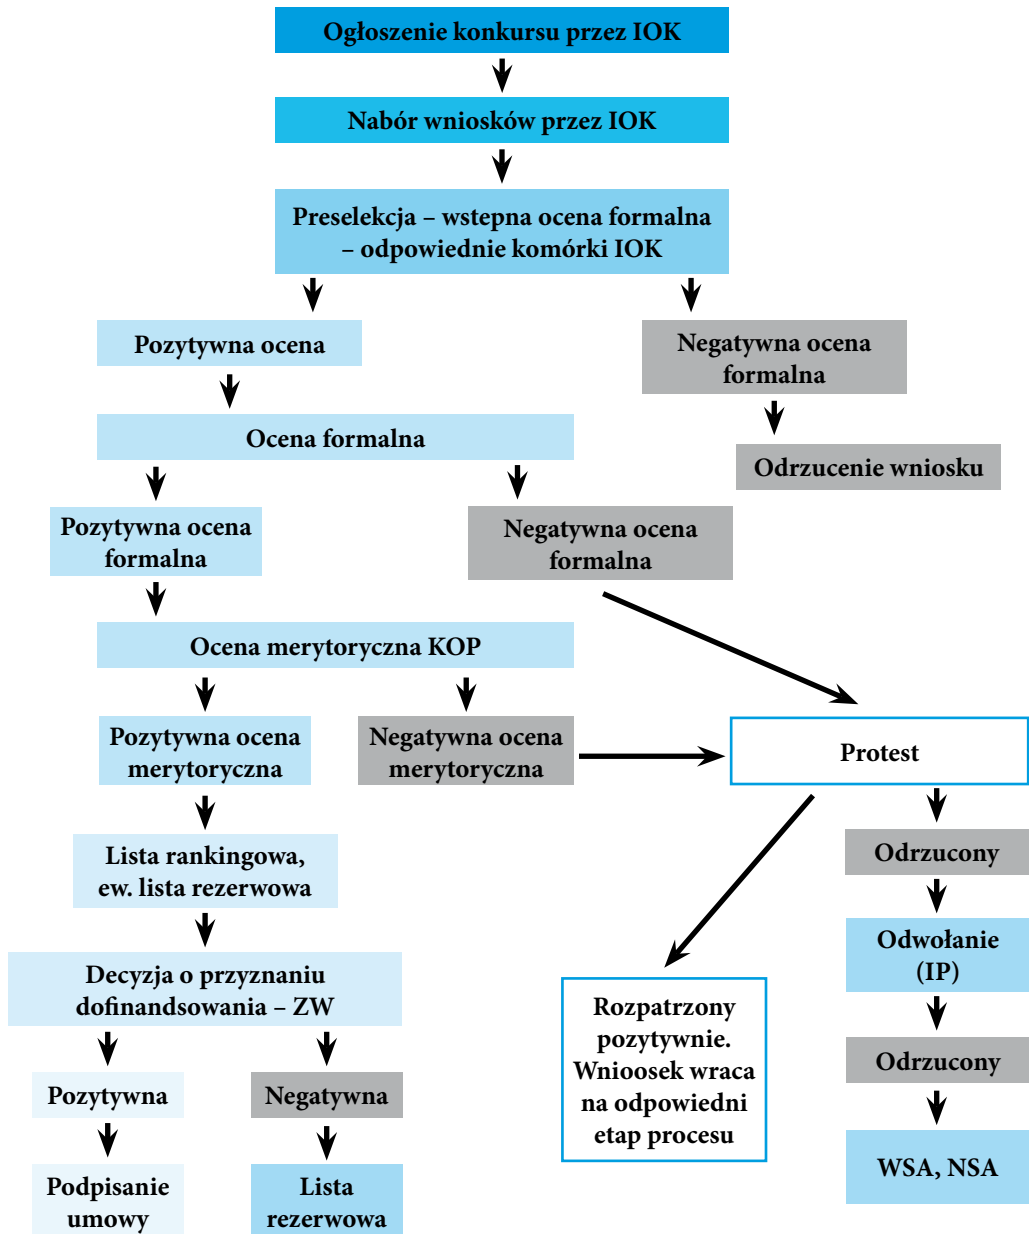 Ogłoszenie konkursu przez IOK
Nabór wniosków przez IOK
Preselekcja – wstepna ocena formalna
– odpowiednie komórki IOK
Pozytywna ocena
Negatywna ocena
formalna
Ocena formalna
Odrzucenie wniosku
Pozytywna ocena
formalna
Negatywna ocena
formalna
Ocena merytoryczna KOP
Pozytywna ocena
merytoryczna
Negatywna ocena
merytoryczna
Protest
Lista rankingowa,
ew. lista rezerwowa
Odrzucony
Odwołanie
(IP)
Decyzja o przyznaniu
dofinandsowania – ZW
Rozpatrzony
pozytywnie.
Wnioosek wraca
na odpowiedni
etap procesu
Odrzucony
Pozytywna
Negatywna
WSA, NSA
Podpisanie
umowy
Lista
rezerwowa